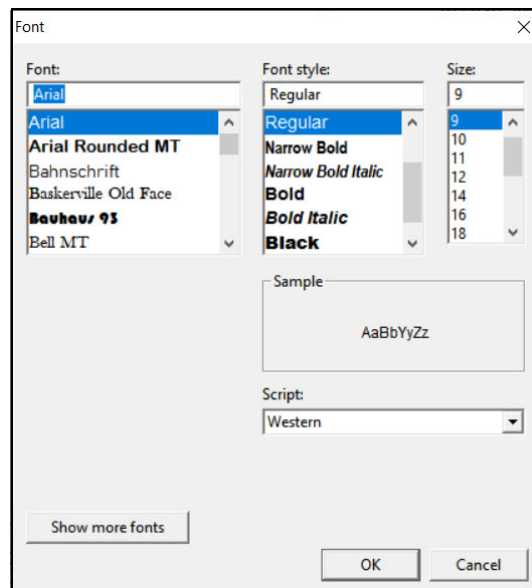 Font
Font:
Arial
Arial
Arial Rounded MT
Bahnschrift
Baskerville Old Face
Bauhaus 93
Bell MT
Font style:
Regular
Regular
Narrow Bold
Narrow Bold Italic
Bold
Bold Italic
Black
Size:
9
9
10
11
12
14
16
18
Sample
AaBbYyZz
Script:
Western
Show more fonts
OK
Cancel